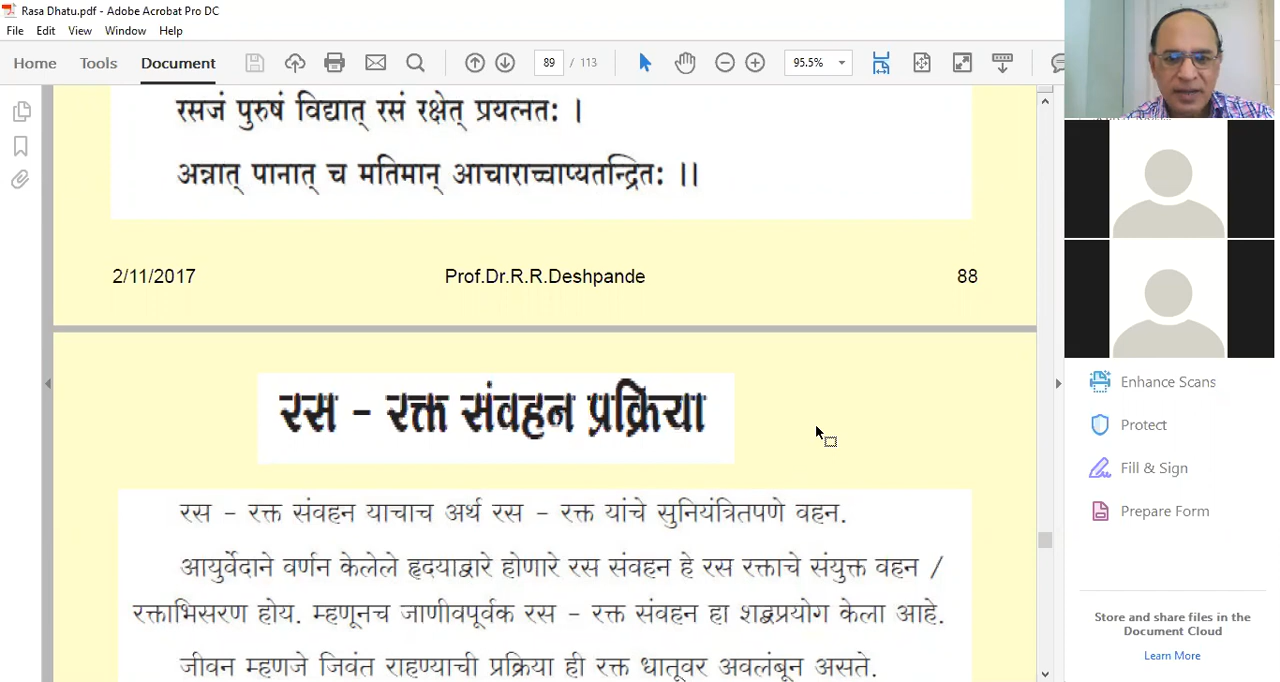 Rasa Dhatu.pdf - Adobe Acrobat Pro DC
File Edit View Window Help
Home Tools Document 89 / 113 95.5%
रसजं पुरुषं विद्यात् रसं रक्षेत् प्रयत्नतः ।
अन्नात् पानात् च मतिमान् आचाराच्चाप्यतन्द्रितः ।।
2/11/2017 Prof.Dr.R.R.Deshpande 88
रस - रक्त संवहन प्रक्रिया
रस - रक्त संवहन याचाच अर्थ रस - रक्त यांचे सुनियंत्रितपणे वहन.
आयुर्वेदाने वर्णन केलेले हृदयाद्वारे होणारे रस संवहन हे रस रक्ताचे संयुक्त वहन /
रक्ताभिसरण होय. म्हणूनच जाणीवपूर्वक रस - रक्त संवहन हा शद्बप्रयोग केला आहे.
जीवन म्हणजे जिवंत राहण्याची प्रक्रिया ही रक्त धातूवर अवलंबून असते.
Enhance Scans
Protect
Fill & Sign
Prepare Form
Store and share files in the
Document Cloud
Learn More